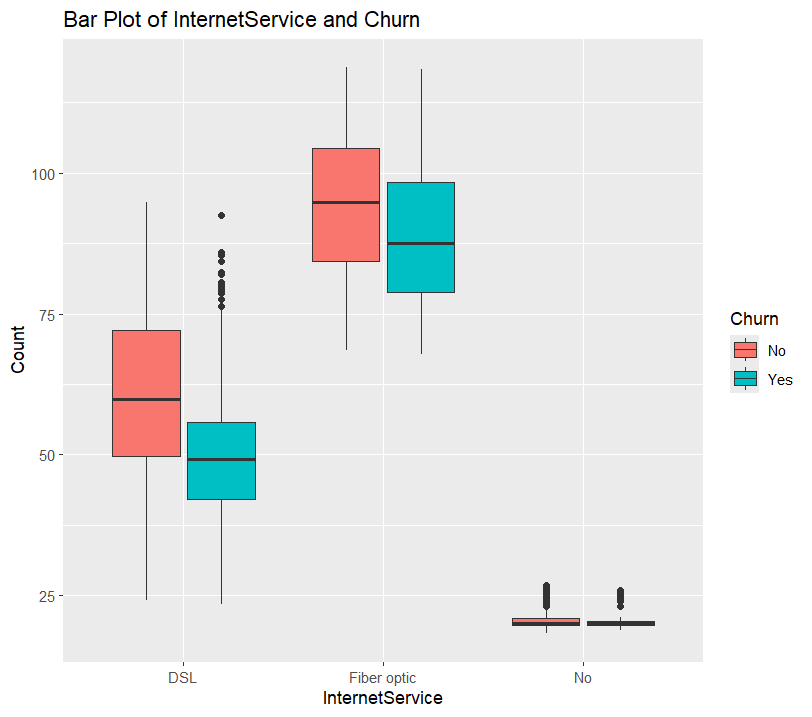 Bar Plot of InternetService and Churn
Count
100
75
50
25
DSL
Fiber optic
No
InternetService
Churn
No
Yes